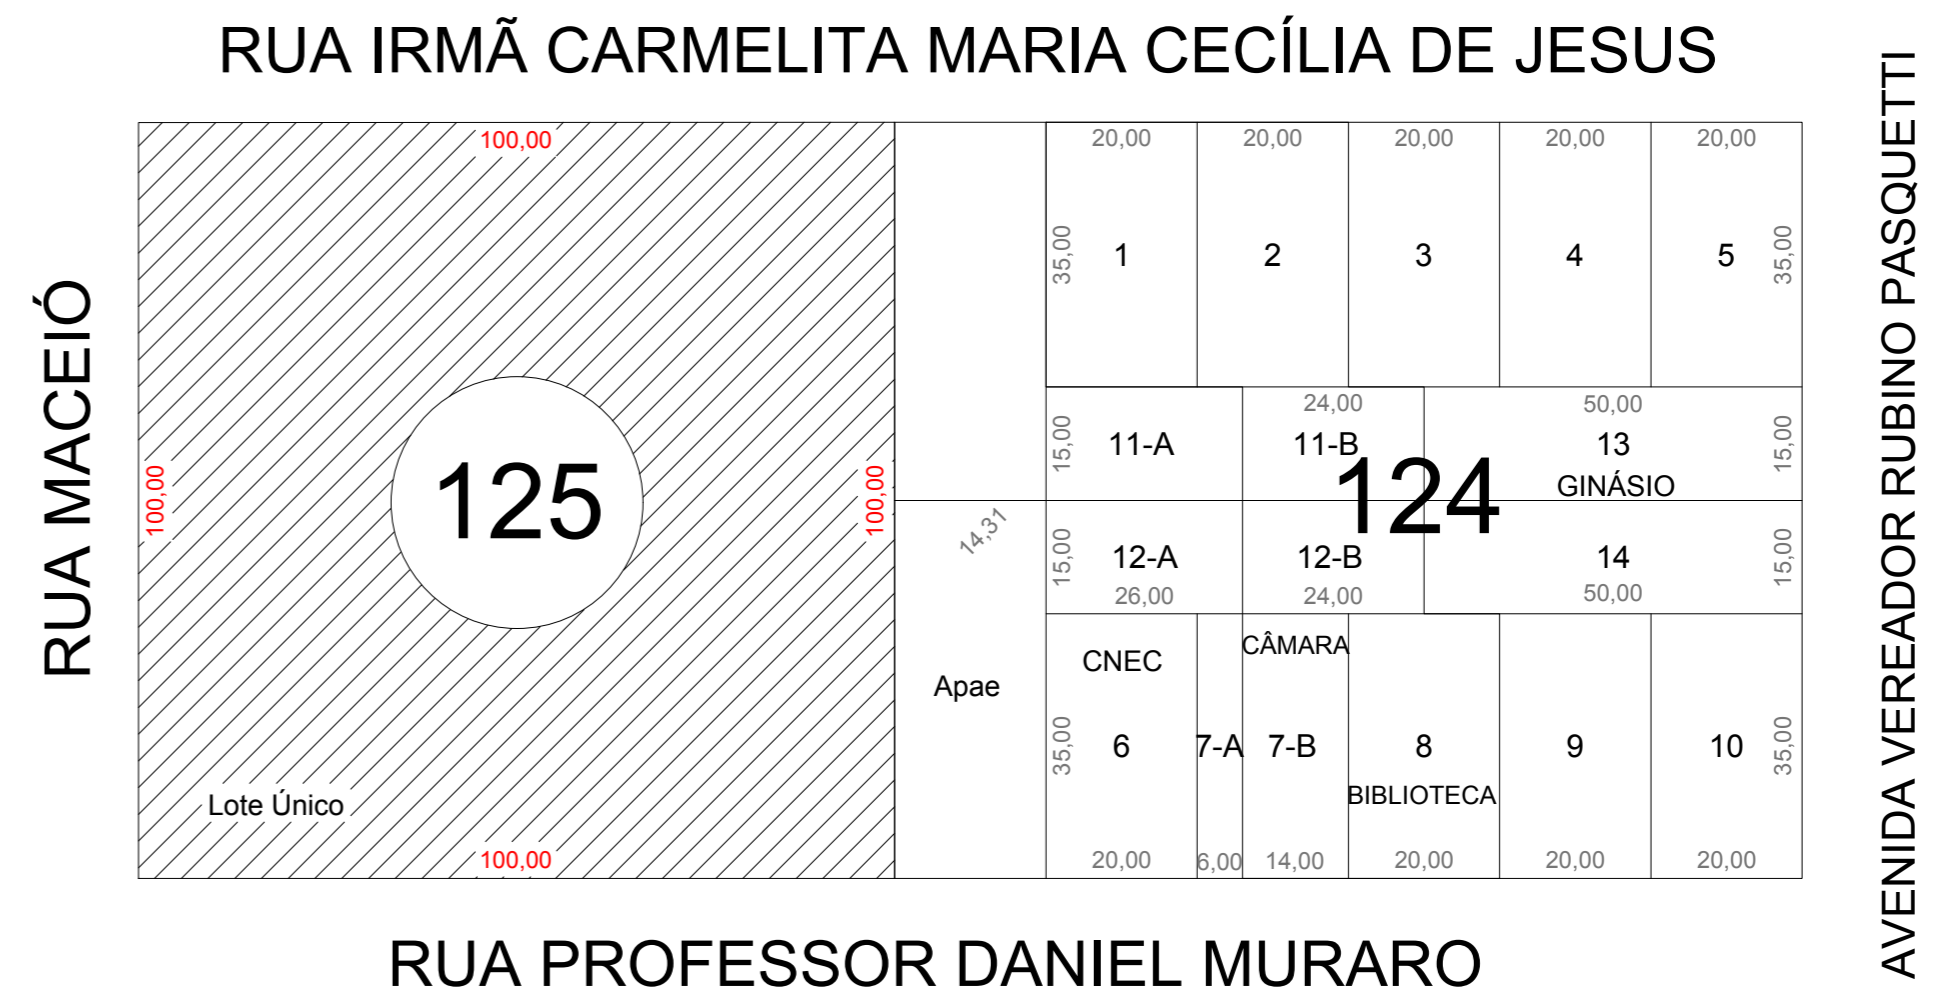 RUA IRMÃ CARMELITA MARIA CECÍLIA DE JESUS
AVENIDA VEREADOR RUBINO PASQUETTI
RUA MACEIÓ
100,00
100,00
125
100,00
100,00
Lote Único
20,00
20,00
20,00
20,00
20,00
35,00
1
2
3
4
5
35,00
24,00
50,00
15,00
11-A
11-B
13
15,00
124
GINÁSIO
14,31
15,00
12-A
12-B
14
15,00
26,00
24,00
50,00
CNEC
CÂMARA
Apae
35,00
6
7-A
7-B
8
9
10
35,00
BIBLIOTECA
20,00
6,00
14,00
20,00
20,00
20,00
RUA PROFESSOR DANIEL MURARO